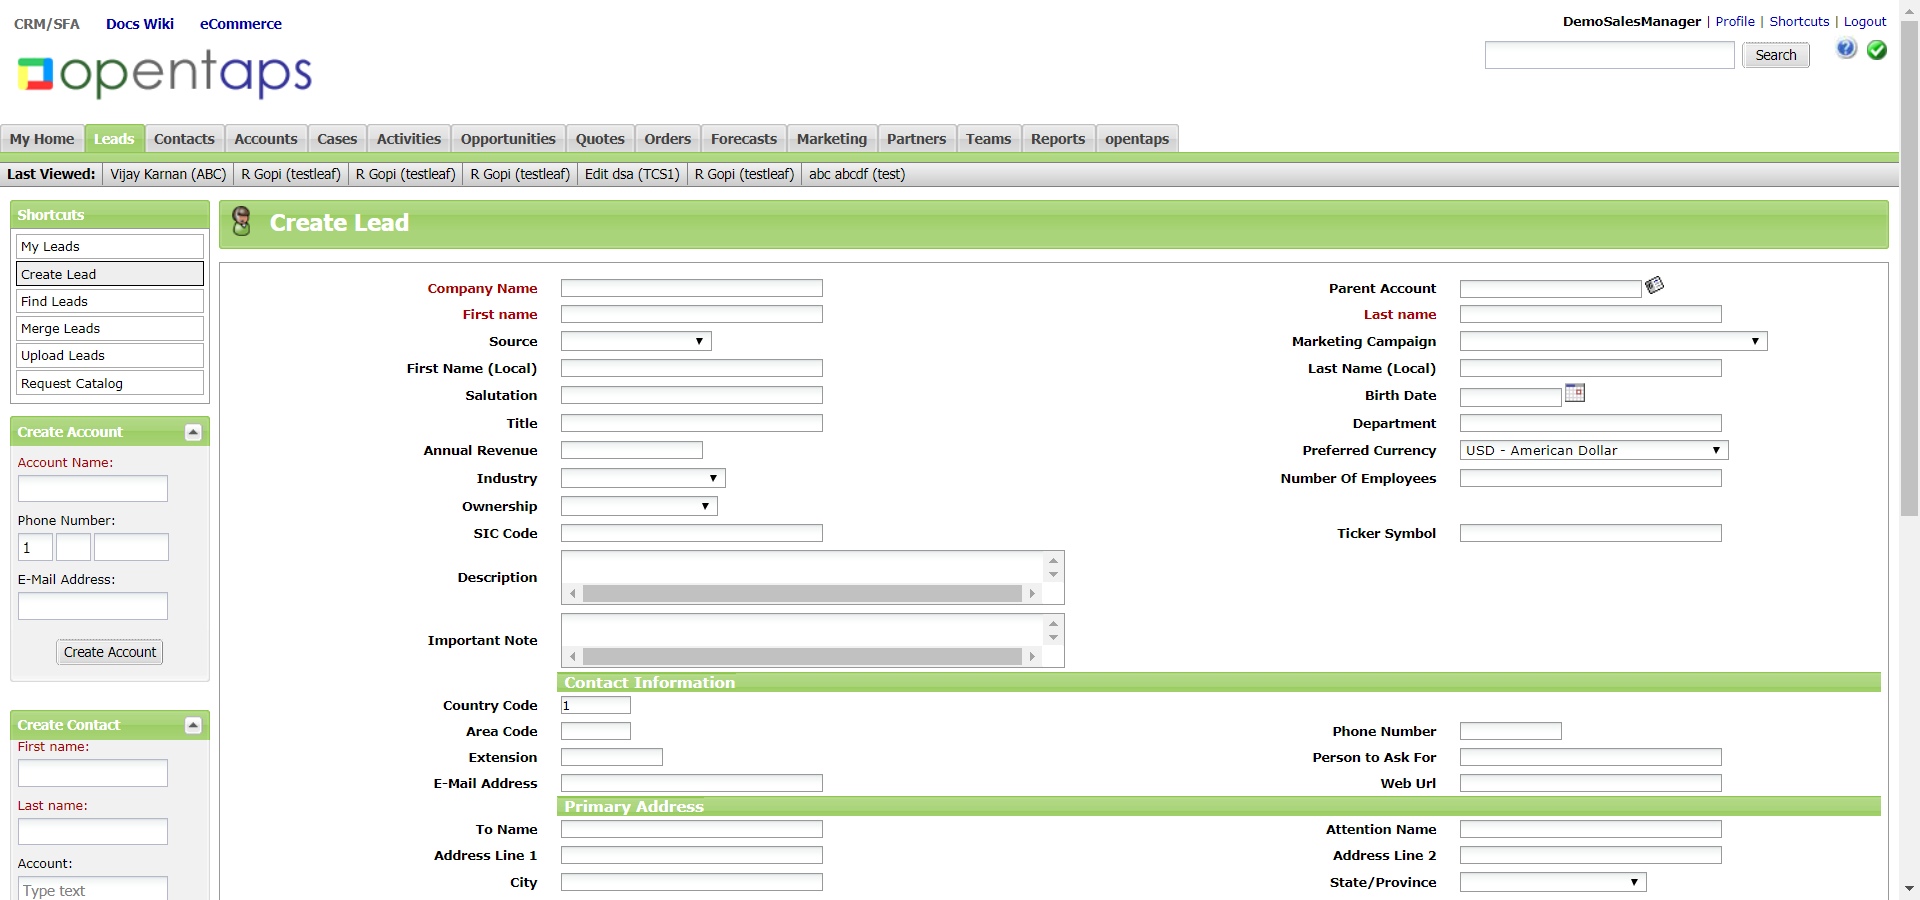 CRM/SFA Docs Wiki eCommerce
DemoSalesManager | Profile | Shortcuts | Logout
opentaps
Search
My Home Leads Contacts Accounts Cases Activities Opportunities Quotes Orders Forecasts Marketing Partners Teams Reports opentaps
Last Viewed: Vijay Karnan (ABC) R Gopi (testleaf) R Gopi (testleaf) R Gopi (testleaf) Edit dsa (TCS1) R Gopi (testleaf) abc abcdf (test)
Shortcuts
My Leads
Create Lead
Find Leads
Merge Leads
Upload Leads
Request Catalog
Create Account
Account Name:
Phone Number:
1
E-Mail Address:
Create Account
Create Contact
First name:
Last name:
Account:
Type text
Create Lead
Company Name Parent Account
First name Last name
Source Marketing Campaign
First Name (Local) Last Name (Local)
Salutation Birth Date
Title Department
Annual Revenue Preferred Currency USD - American Dollar
Industry Number Of Employees
Ownership
SIC Code Ticker Symbol
Description
Important Note
Contact Information
Country Code 1
Area Code Phone Number
Extension Person to Ask For
E-Mail Address Web Url
Primary Address
To Name Attention Name
Address Line 1 Address Line 2
City State/Province